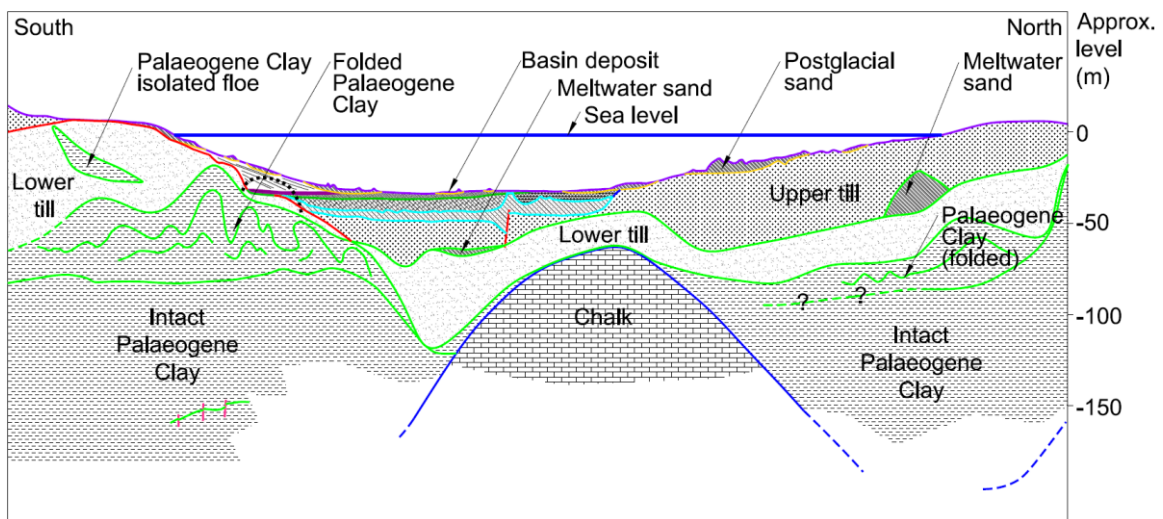 South
North
Approx.
level
(m)
Palaeogene Clay
isolated floe
Folded
Palaeogene
Clay
Basin deposit
Meltwater sand
Sea level
Postglacial
sand
Meltwater
sand
0
Lower
till
Upper till
-50
Lower till
Palaeogene
Clay
(folded)
? ?
Intact
Palaeogene
Clay
Chalk
-100
Intact
Palaeogene
Clay
-150